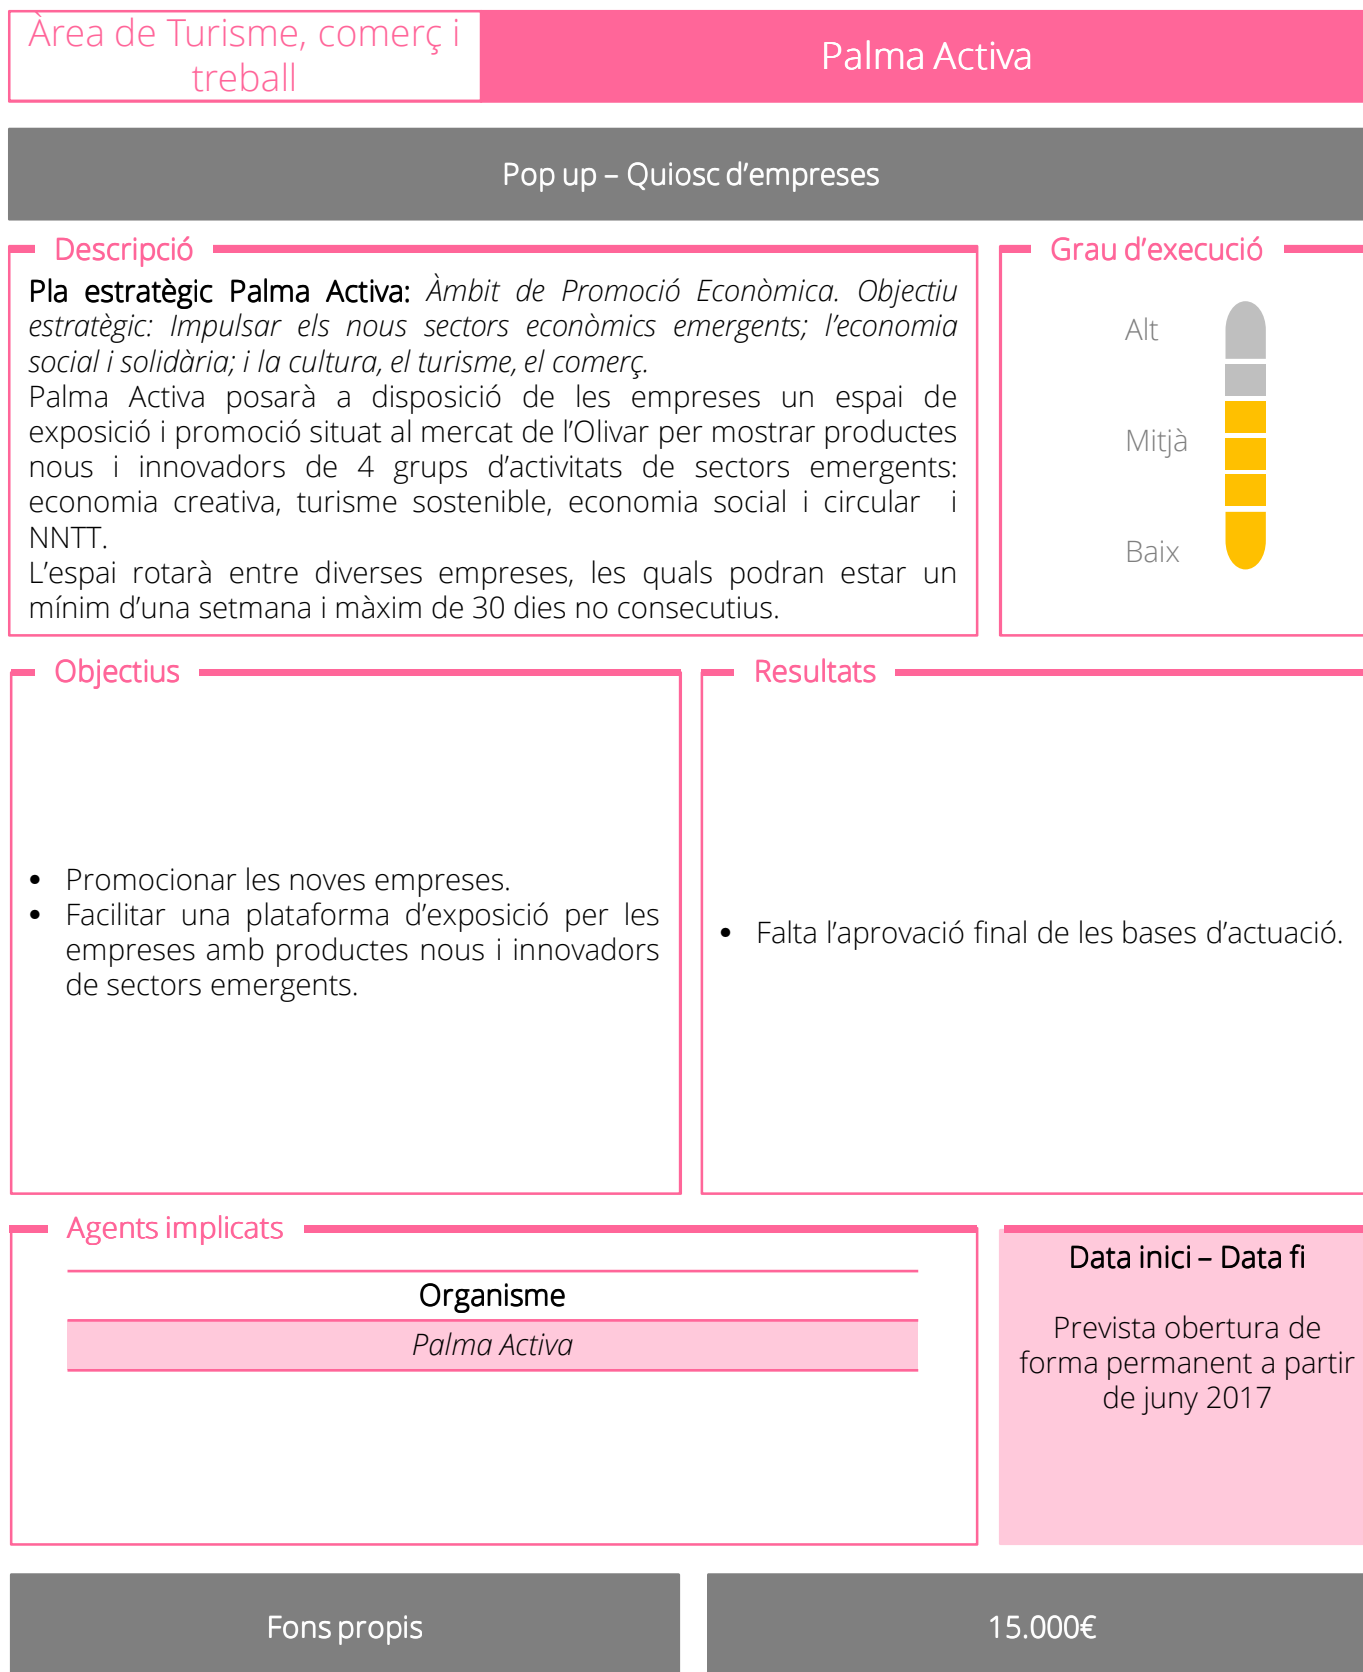 Àrea de Turisme, comerç i
treball
Palma Activa
Pop up – Quiosc d’empreses
Descripció
Pla estratègic Palma Activa: Àmbit de Promoció Econòmica. Objectiu
estratègic: Impulsar els nous sectors econòmics emergents; l’economia
social i solidària; i la cultura, el turisme, el comerç.
Palma Activa posarà a disposició de les empreses un espai de
exposició i promoció situat al mercat de l’Olivar per mostrar productes
nous i innovadors de 4 grups d’activitats de sectors emergents:
economia creativa, turisme sostenible, economia social i circular i
NNTT.
L’espai rotarà entre diverses empreses, les quals podran estar un
mínim d’una setmana i màxim de 30 dies no consecutius.
Grau d’execució
Alt
Mitjà
Baix
Objectius
• Promocionar les noves empreses.
• Facilitar una plataforma d’exposició per les
empreses amb productes nous i innovadors
de sectors emergents.
Resultats
• Falta l’aprovació final de les bases d’actuació.
Agents implicats
Organisme
Palma Activa
Data inici – Data fi
Prevista obertura de
forma permanent a partir
de juny 2017
Fons propis
15.000€